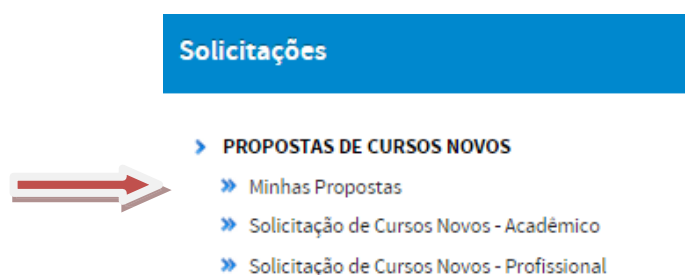 Solicitações
PROPOSTAS DE CURSOS NOVOS
Minhas Propostas
Solicitação de Cursos Novos - Acadêmico
Solicitação de Cursos Novos - Profissional